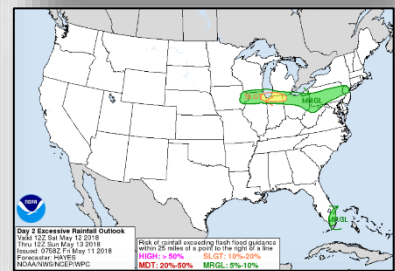 MRGL
MRGL
NOAA
Day 2 Excessive Rainfall Outlook
Valid 12Z Sat May 12 2018
Thru 12Z Sun May 13 2018
Issued: 0758Z Fri May 11 2018
Forecaster: HAYES
NOAA/NWS/NCEP/WPC
Risk of rainfall exceeding flash flood guidance
within 25 miles of a point to the right of a line
HIGH: > 50% SLGT: 10%-20%
MDT: 20%-50% MRGL: 5%-10%